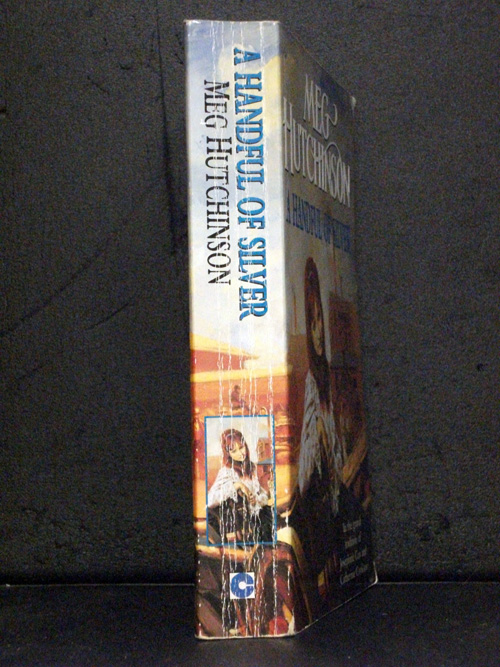 A HANDFUL OF SILVER
MEG HUTCHINSON
C
MEG
HUTCHINSON
A HANDFUL OF SILVER